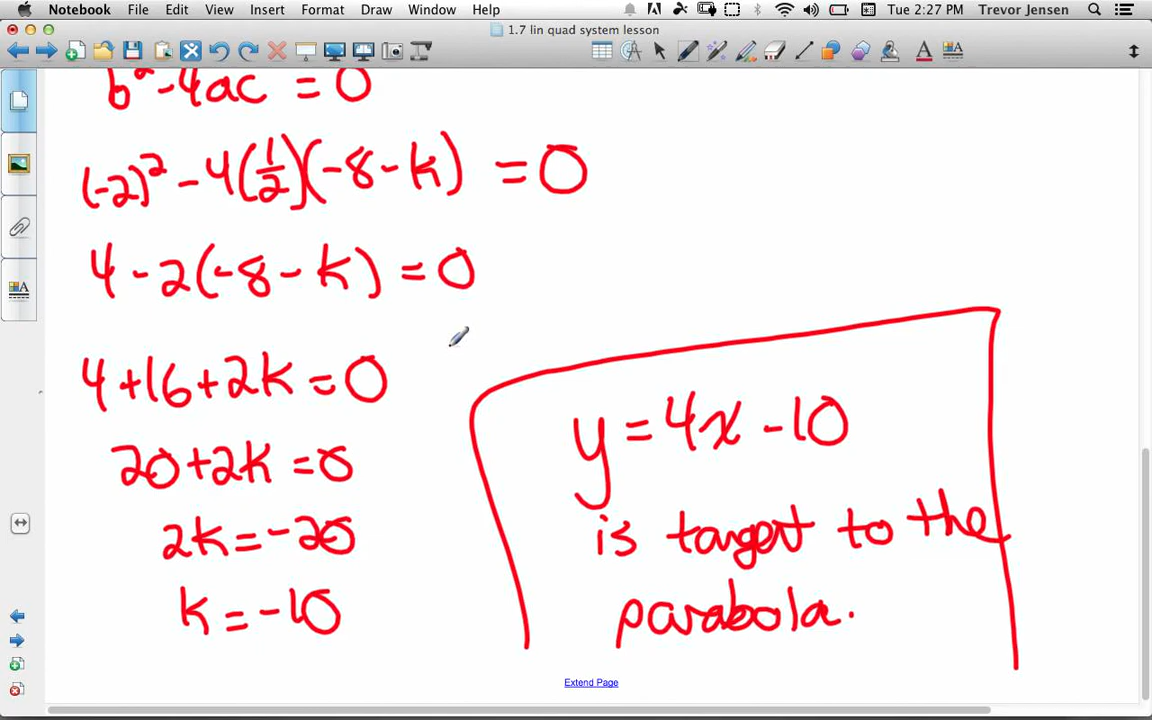 Notebook File Edit View Insert Format Draw Window Help Tue 2:27 PM Trevor Jensen
1.7 lin quad system lesson
b² - 4ac = 0
(-2)² - 4(1/2)(-8 - k) = 0
4 - 2(-8 - k) = 0
4 + 16 + 2k = 0
20 + 2k = 0
2k = -20
k = -10
y = 4x - 10
is tanget to the
parabola.
Extend Page